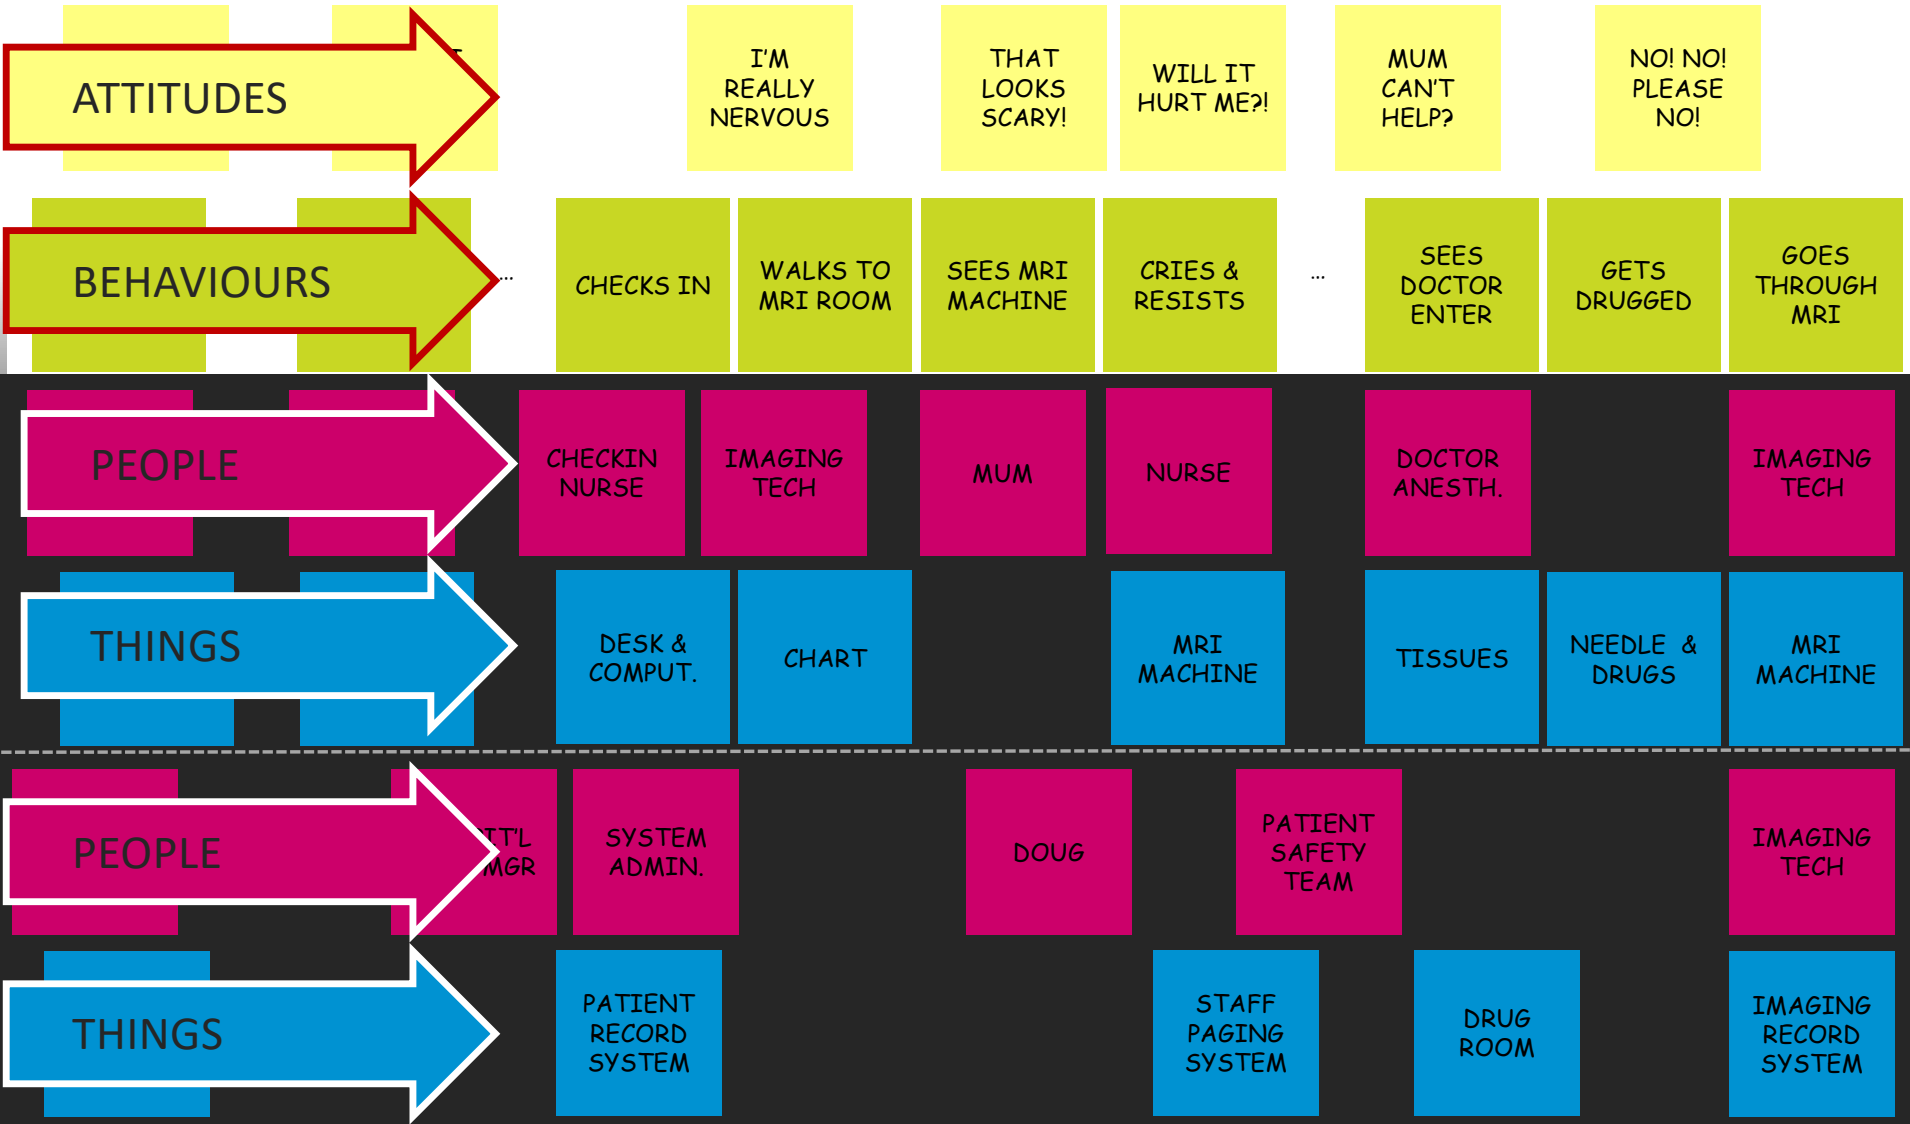 ATTITUDES
I'M
REALLY
NERVOUS
THAT
LOOKS
SCARY!
WILL IT
HURT ME?!
MUM
CAN'T
HELP?
NO! NO!
PLEASE
NO!
BEHAVIOURS
...
CHECKS IN
WALKS TO
MRI ROOM
SEES MRI
MACHINE
CRIES &
RESISTS
...
SEES
DOCTOR
ENTER
GETS
DRUGGED
GOES
THROUGH
MRI
PEOPLE
CHECKIN
NURSE
IMAGING
TECH
MUM
NURSE
DOCTOR
ANESTH.
IMAGING
TECH
THINGS
DESK &
COMPUT.
CHART
MRI
MACHINE
TISSUES
NEEDLE &
DRUGS
MRI
MACHINE
PEOPLE
IT'L
MGR
SYSTEM
ADMIN.
DOUG
PATIENT
SAFETY
TEAM
IMAGING
TECH
THINGS
PATIENT
RECORD
SYSTEM
STAFF
PAGING
SYSTEM
DRUG
ROOM
IMAGING
RECORD
SYSTEM